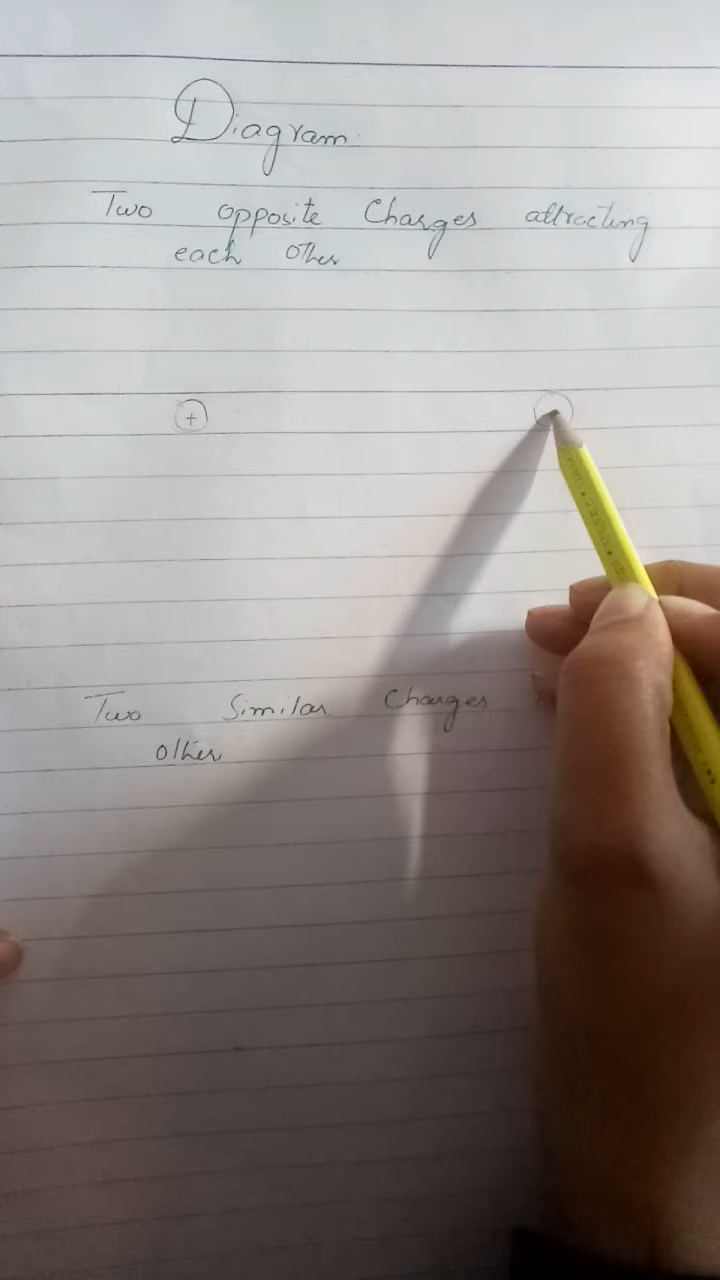 Diagram
Two opposite Charges attracting
each other
+
Two Similar Charges
other